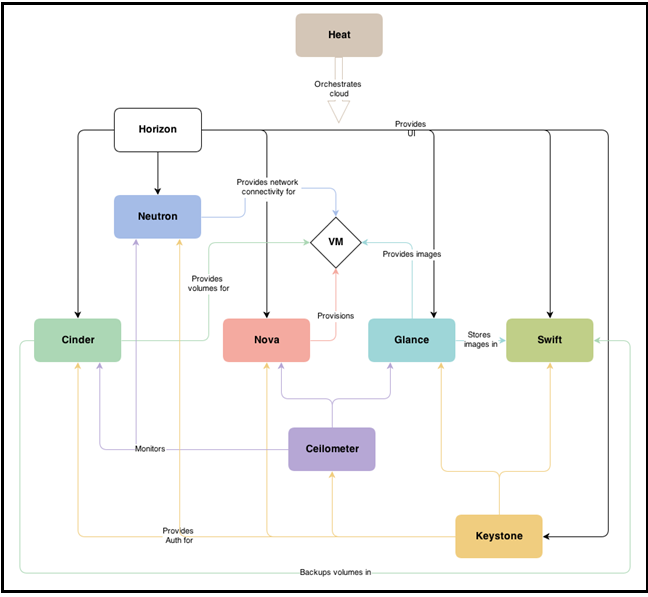 Heat
Orchestrates
cloud
Horizon
Provides
UI
Provides network
connectivity for
Neutron
VM
Provides images
Provides
volumes for
Provisions
Cinder
Nova
Glance
Stores
images in
Swift
Ceilometer
Monitors
Keystone
Provides
Auth for
Backups volumes in